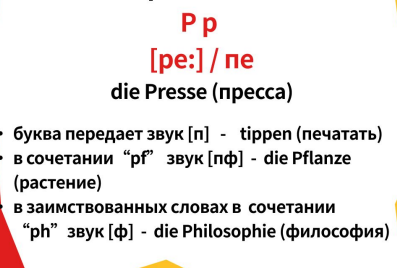 P p
[pe:] / пе
die Presse (пресса)
• буква передает звук [п] - tippen (печатать)
• в сочетании “pf” звук [пф] - die Pflanze
(растение)
• в заимствованных словах в сочетании
“ph” звук [ф] - die Philosophie (философия)